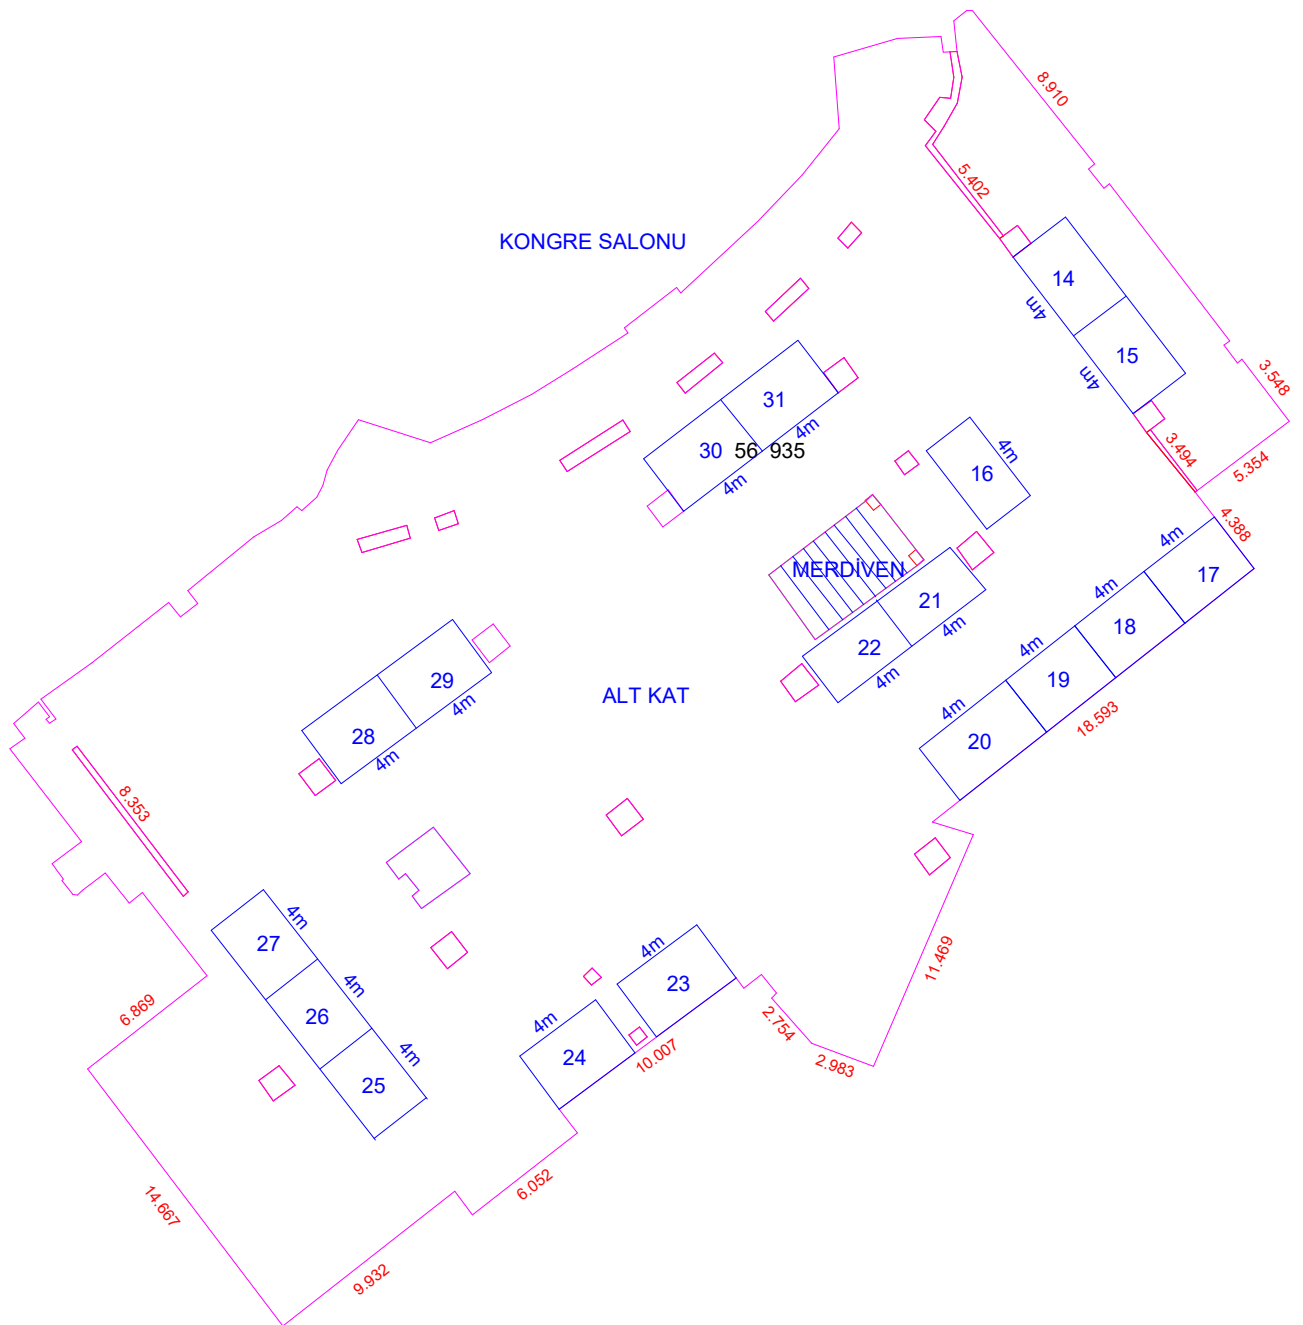 8.910
5.402
KONGRE SALONU
14
4m
15
4m
3.548
31
4m
30 56 935
4m
16
4m
3.494
5.354
4.388
MERDİVEN
21
4m
22
4m
17
4m
18
4m
19
4m
20
4m
18.593
29
4m
28
4m
ALT KAT
8.353
27
4m
26
4m
25
4m
6.869
23
4m
24
4m
10.007
2.754
2.983
11.469
6.052
14.667
9.932